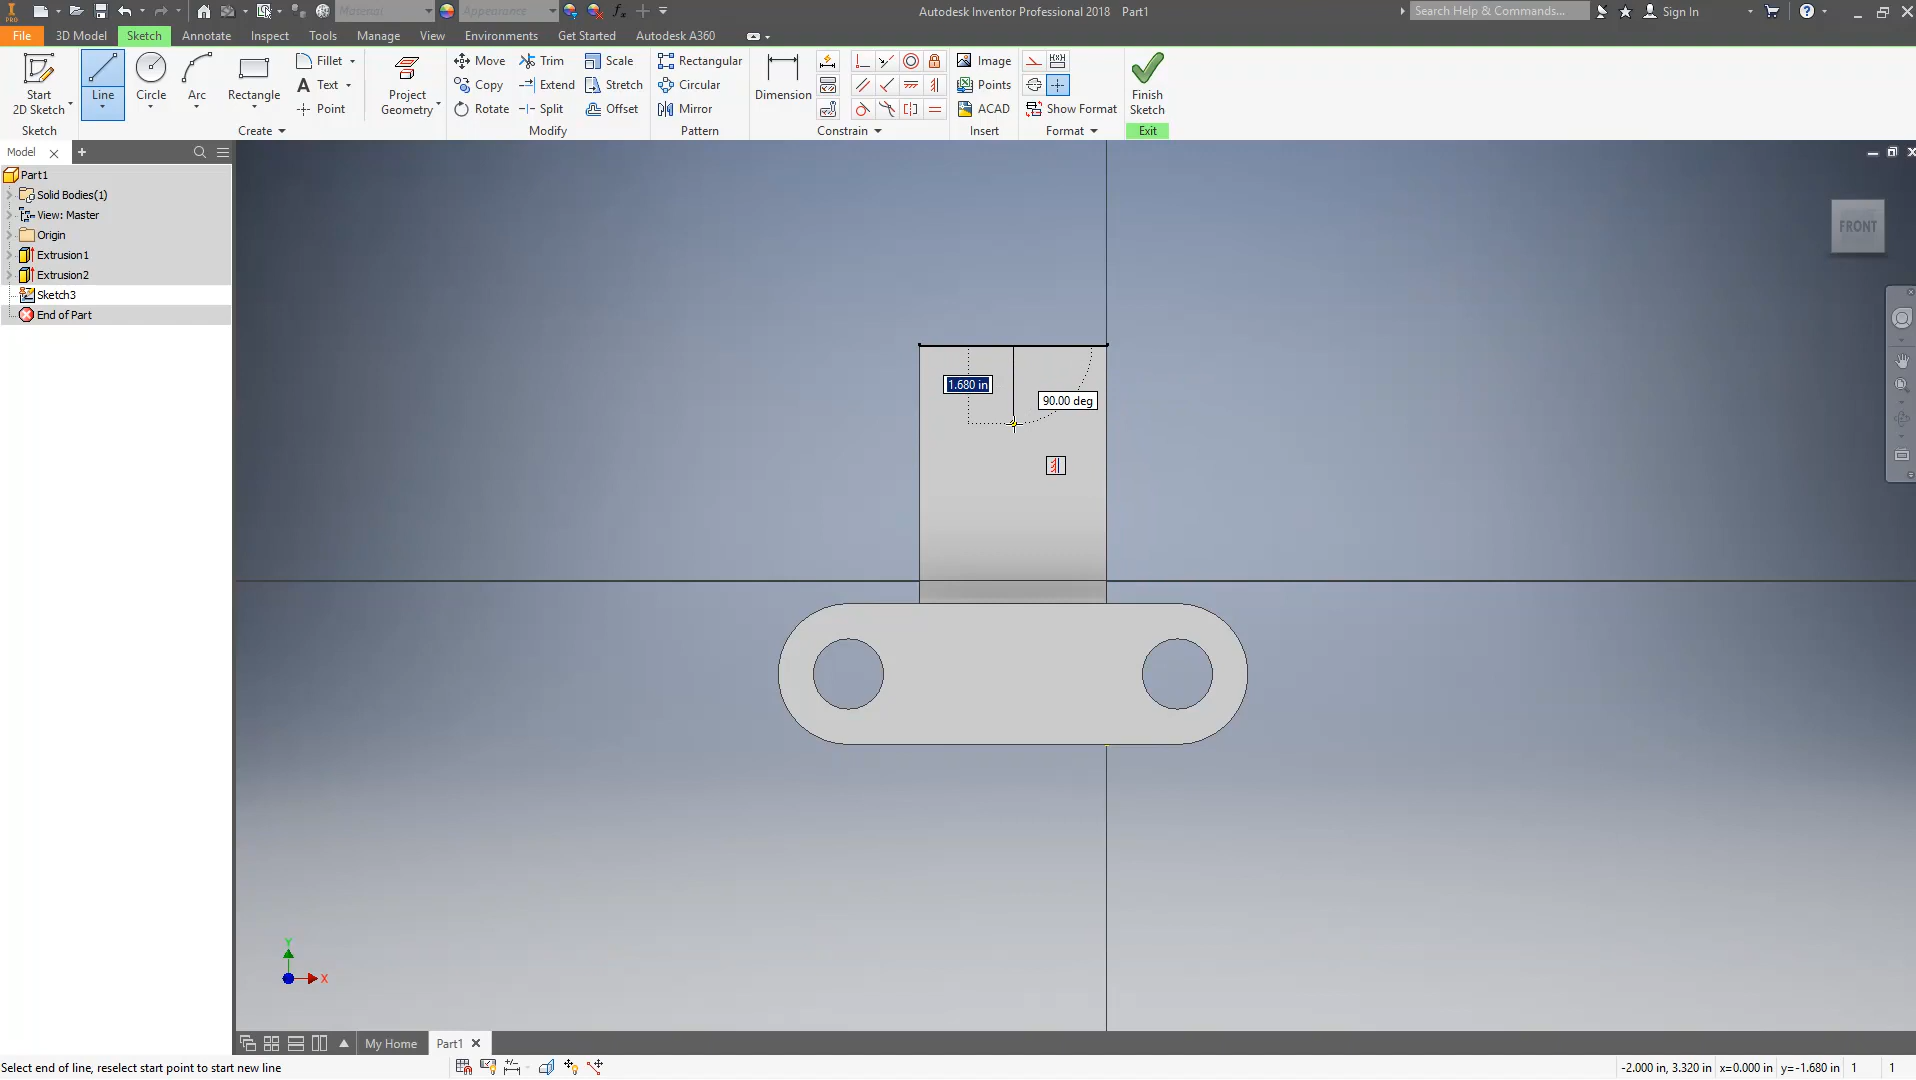 PRO
Material
Appearance
fx
Autodesk Inventor Professional 2018 Part1
Search Help & Commands...
Sign In
File
3D Model
Sketch
Annotate
Inspect
Tools
Manage
View
Environments
Get Started
Autodesk A360
Start
2D Sketch
Line
Circle
Arc
Rectangle
Fillet
Text
Point
Project
Geometry
Move
Copy
Rotate
Trim
Extend
Split
Scale
Stretch
Offset
Rectangular
Circular
Mirror
Dimension
Image
Points
ACAD
Show Format
Finish
Sketch
Sketch
Create
Modify
Pattern
Constrain
Insert
Format
Exit
Model
Part1
Solid Bodies(1)
View: Master
Origin
Extrusion1
Extrusion2
Sketch3
End of Part
FRONT
1.680 in
90.00 deg
Y
X
My Home
Part1
Select end of line, reselect start point to start new line
-2.000 in, 3.320 in
x=0.000 in
y=-1.680 in
1
1